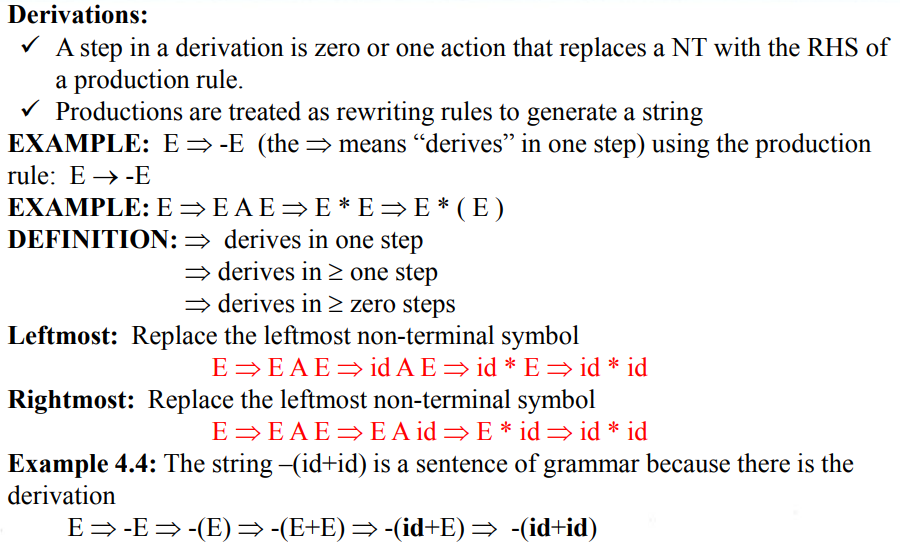 Derivations:
✓ A step in a derivation is zero or one action that replaces a NT with the RHS of
a production rule.
✓ Productions are treated as rewriting rules to generate a string
EXAMPLE: E ⇒ -E (the ⇒ means “derives” in one step) using the production
rule: E → -E
EXAMPLE: E ⇒ E A E ⇒ E * E ⇒ E * ( E )
DEFINITION: ⇒ derives in one step
⇒ derives in ≥ one step
⇒ derives in ≥ zero steps
Leftmost: Replace the leftmost non-terminal symbol
E ⇒ E A E ⇒ id A E ⇒ id * E ⇒ id * id
Rightmost: Replace the leftmost non-terminal symbol
E ⇒ E A E ⇒ E A id ⇒ E * id ⇒ id * id
Example 4.4: The string –(id+id) is a sentence of grammar because there is the
derivation
E ⇒ -E ⇒ -(E) ⇒ -(E+E) ⇒ -(id+E) ⇒ -(id+id)